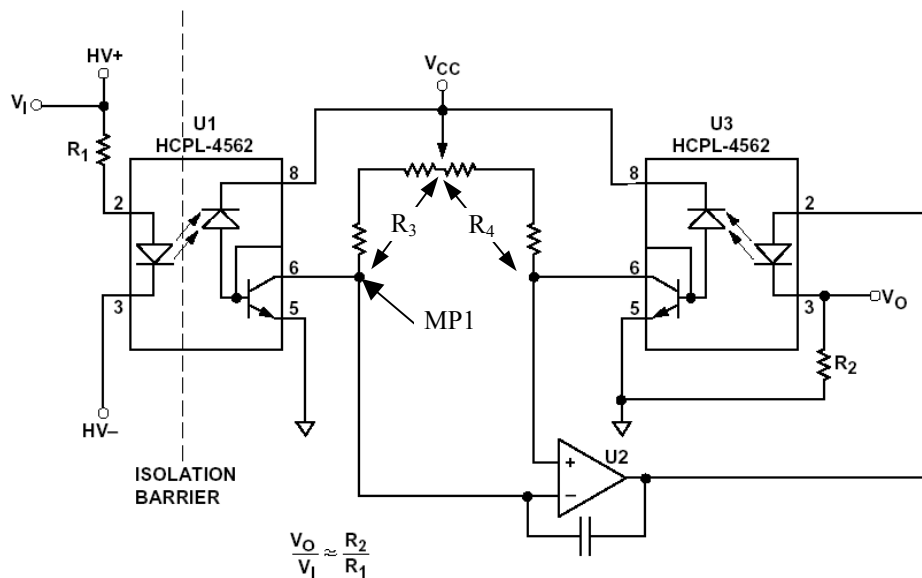 HV+
V_I
R_1
U1
HCPL-4562
8
2
6
3
5
HV–
ISOLATION
BARRIER
V_CC
R_3
R_4
MP1
U3
HCPL-4562
8
2
6
5
3
V_O
R_2
U2
+
–
V_O/V_I ≈ R_2/R_1